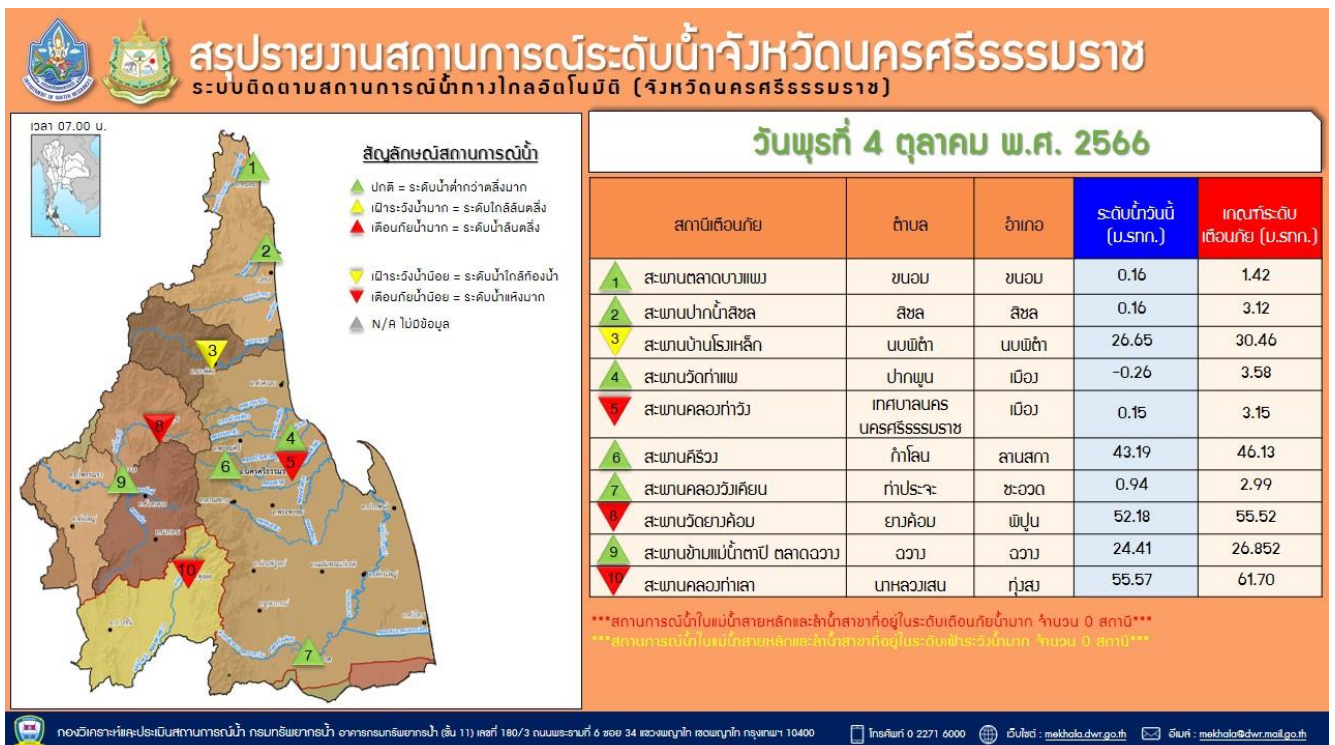 สรุปรายงานสถานการณ์ระดับน้ำจังหวัดนครศรีธรรมราช
ระบบติดตามสถานการณ์น้ำทางไกลอัตโนมัติ (จังหวัดนครศรีธรรมราช)
เวลา 07.00 น.
สัญลักษณ์สถานการณ์น้ำ
ปกติ = ระดับน้ำต่ำกว่าตลิ่งมาก
เฝ้าระวังน้ำมาก = ระดับใกล้ล้นตลิ่ง
เตือนภัยน้ำมาก = ระดับน้ำล้นตลิ่ง
เฝ้าระวังน้ำน้อย = ระดับน้ำใกล้ท้องน้ำ
เตือนภัยน้ำน้อย = ระดับน้ำแห้งมาก
N/A ไม่มีข้อมูล
1
2
3
8
4
6
5
9
10
7
วันพุธที่ 4 ตุลาคม พ.ศ. 2566
สถานีเตือนภัย ตำบล อำเภอ ระดับน้ำวันนี้ (ม.รทก.) เกณฑ์ระดับเตือนภัย (ม.รทก.)
1 สะพานตลาดบางแพง ขนอม ขนอม 0.16 1.42
2 สะพานปากน้ำสิชล สิชล สิชล 0.16 3.12
3 สะพานบ้านโรงเหล็ก นบพิตำ นบพิตำ 26.65 30.46
4 สะพานวัดท่าแพ ปากพูน เมือง -0.26 3.58
5 สะพานคลองท่าวัง เทศบาลนครนครศรีธรรมราช เมือง 0.15 3.15
6 สะพานคีรีวง กำโลน ลานสกา 43.19 46.13
7 สะพานคลองวังเคียน ท่าประจะ ชะอวด 0.94 2.99
8 สะพานวัดยางค้อม ยางค้อม พิปูน 52.18 55.52
9 สะพานข้ามแม่น้ำตาปี ตลาดฉวาง ฉวาง ฉวาง 24.41 26.852
10 สะพานคลองท่าเลา นาหลวงเสน ทุ่งสง 55.57 61.70
***สถานการณ์น้ำในแม่น้ำสายหลักและลำน้ำสาขาที่อยู่ในระดับเตือนภัยน้ำมาก จำนวน 0 สถานี***
***สถานการณ์น้ำในแม่น้ำสายหลักและลำน้ำสาขาที่อยู่ในระดับเฝ้าระวังน้ำมาก จำนวน 0 สถานี***
กองวิเคราะห์และประเมินสถานการณ์น้ำ กรมทรัพยากรน้ำ อาคารกรมทรัพยากรน้ำ (ชั้น 11) เลขที่ 180/3 ถนนพระรามที่ 6 ซอย 34 แขวงพญาไท เขตพญาไท กรุงเทพฯ 10400 โทรศัพท์ 0 2271 6000 เว็บไซต์ : mekhala.dwr.go.th อีเมล์ : mekhala@dwr.mail.go.th